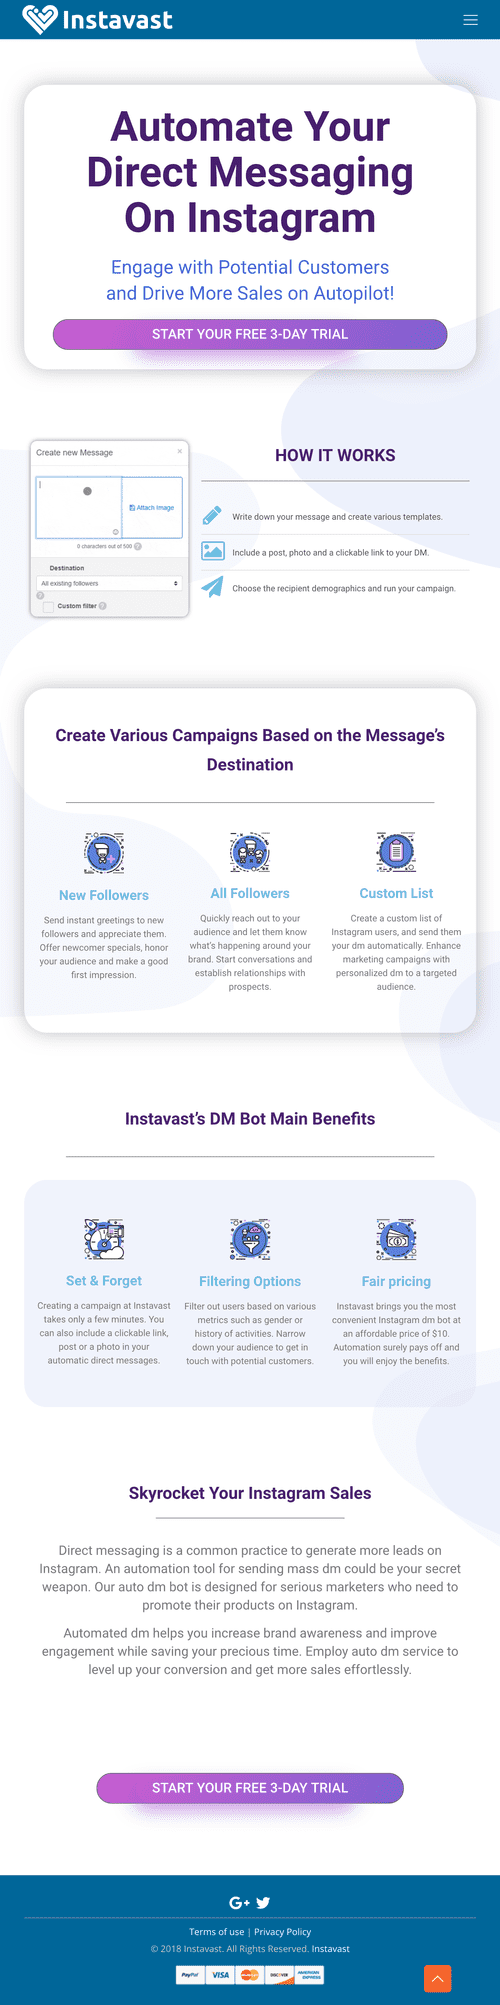 Instavast
Automate Your
Direct Messaging
On Instagram
Engage with Potential Customers
and Drive More Sales on Autopilot!
START YOUR FREE 3-DAY TRIAL
Create new Message
×
Attach Image
0 characters out of 500 ?
Destination
All existing followers
?
Custom filter ?
HOW IT WORKS
Write down your message and create various templates.
Include a post, photo and a clickable link to your DM.
Choose the recipient demographics and run your campaign.
Create Various Campaigns Based on the Message's
Destination
New Followers
Send instant greetings to new
followers and appreciate them.
Offer newcomer specials, honor
your audience and make a good
first impression.
All Followers
Quickly reach out to your
audience and let them know
what's happening around your
brand. Start conversations and
establish relationships with
prospects.
Custom List
Create a custom list of
Instagram users, and send them
your dm automatically. Enhance
marketing campaigns with
personalized dm to a targeted
audience.
Instavast's DM Bot Main Benefits
Set & Forget
Creating a campaign at Instavast
takes only a few minutes. You
can also include a clickable link,
post or a photo in your
automatic direct messages.
Filtering Options
Filter out users based on various
metrics such as gender or
history of activities. Narrow
down your audience to get in
touch with potential customers.
Fair pricing
Instavast brings you the most
convenient Instagram dm bot at
an affordable price of $10.
Automation surely pays off and
you will enjoy the benefits.
Skyrocket Your Instagram Sales
Direct messaging is a common practice to generate more leads on
Instagram. An automation tool for sending mass dm could be your secret
weapon. Our auto dm bot is designed for serious marketers who need to
promote their products on Instagram.
Automated dm helps you increase brand awareness and improve
engagement while saving your precious time. Employ auto dm service to
level up your conversion and get more sales effortlessly.
START YOUR FREE 3-DAY TRIAL
G+
Terms of use | Privacy Policy
© 2018 Instavast. All Rights Reserved. Instavast
PayPal VISA MasterCard DISCOVER AMERICAN EXPRESS